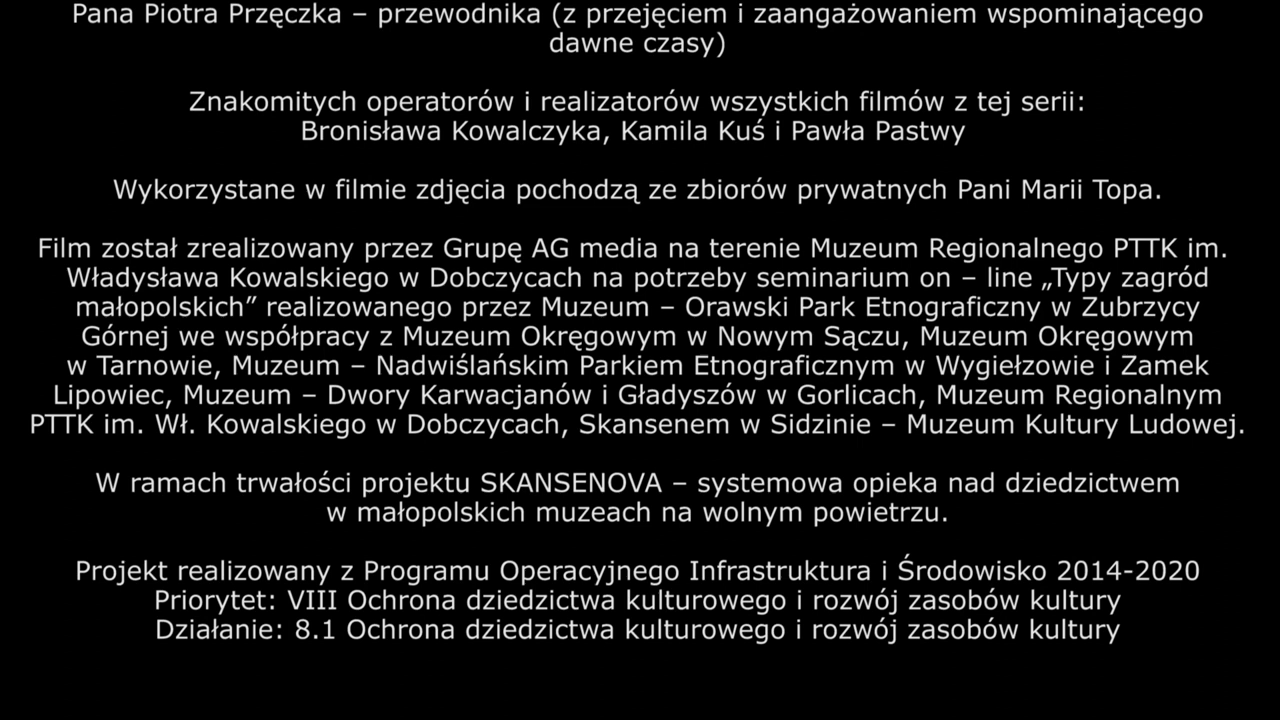 Pana Piotra Przęczka – przewodnika (z przejęciem i zaangażowaniem wspominającego
dawne czasy)
Znakomitych operatorów i realizatorów wszystkich filmów z tej serii:
Bronisława Kowalczyka, Kamila Kuś i Pawła Pastwy
Wykorzystane w filmie zdjęcia pochodzą ze zbiorów prywatnych Pani Marii Topa.
Film został zrealizowany przez Grupę AG media na terenie Muzeum Regionalnego PTTK im.
Władysława Kowalskiego w Dobczycach na potrzeby seminarium on – line „Typy zagród
małopolskich” realizowanego przez Muzeum – Orawski Park Etnograficzny w Zubrzycy
Górnej we współpracy z Muzeum Okręgowym w Nowym Sączu, Muzeum Okręgowym
w Tarnowie, Muzeum – Nadwiślańskim Parkiem Etnograficznym w Wygiełzowie i Zamek
Lipowiec, Muzeum – Dwory Karwacjanów i Gładyszów w Gorlicach, Muzeum Regionalnym
PTTK im. Wł. Kowalskiego w Dobczycach, Skansenem w Sidzinie – Muzeum Kultury Ludowej.
W ramach trwałości projektu SKANSENOVA – systemowa opieka nad dziedzictwem
w małopolskich muzeach na wolnym powietrzu.
Projekt realizowany z Programu Operacyjnego Infrastruktura i Środowisko 2014-2020
Priorytet: VIII Ochrona dziedzictwa kulturowego i rozwój zasobów kultury
Działanie: 8.1 Ochrona dziedzictwa kulturowego i rozwój zasobów kultury